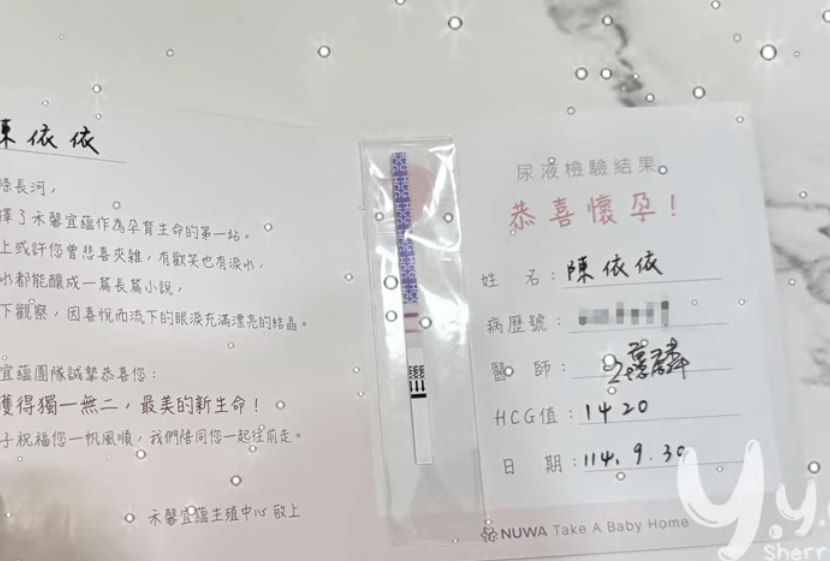 陳依依
條長河，
擇了禾馨宜蘊作為孕育生命的第一站。
上或許您曾悲喜夾雜，有歡笑也有淚水，
水都能釀成一篇長篇小說，
下觀察，因喜悅而流下的眼淚充滿漂亮的結晶。
宜蘊團隊誠摯恭喜您：
獲得獨一無二，最美的新生命！
子祝福您一帆風順，我們陪同您一起往前走。
禾馨宜蘊生殖中心 敬上
尿液檢驗結果
恭喜懷孕！
姓 名：陳依依
病歷號：
醫 師：
HCG值：1420
日 期：114. 9. 30
NUWA Take A Baby Home
y.y.
Sherr